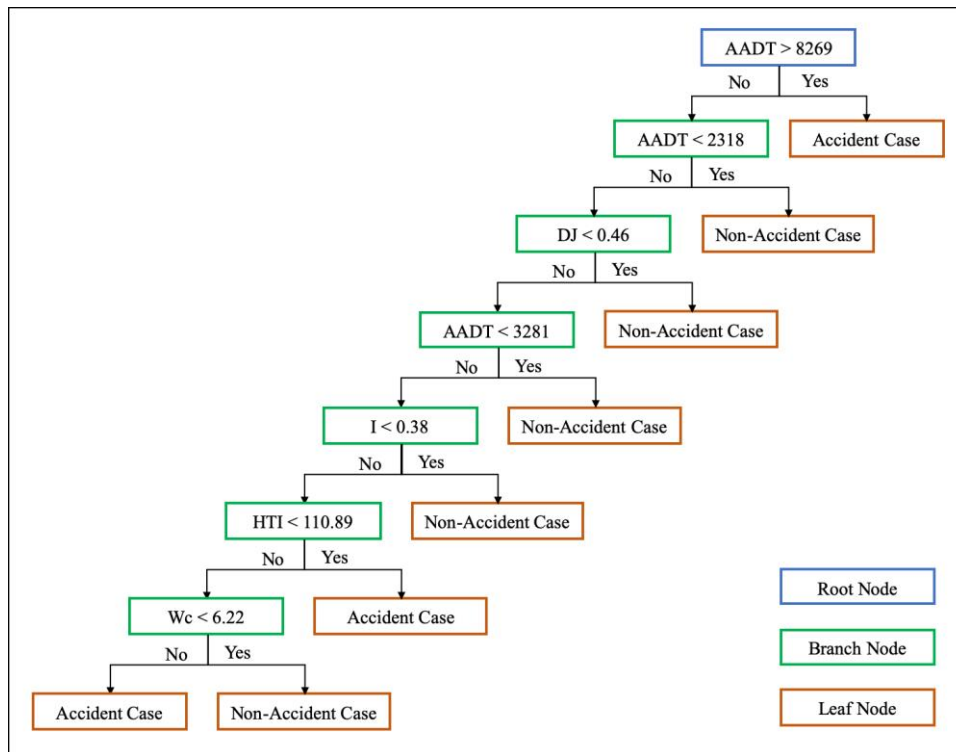 AADT > 8269
No Yes
AADT < 2318
Accident Case
No Yes
DJ < 0.46
Non-Accident Case
No Yes
AADT < 3281
Non-Accident Case
No Yes
I < 0.38
Non-Accident Case
No Yes
HTI < 110.89
Non-Accident Case
No Yes
Wc < 6.22
Accident Case
No Yes
Accident Case
Non-Accident Case
Root Node
Branch Node
Leaf Node